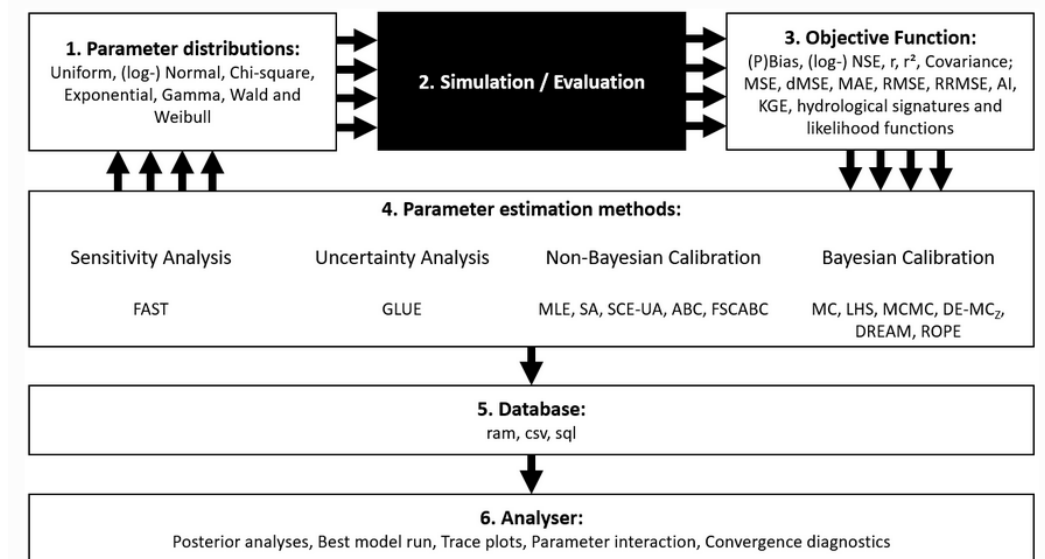 1. Parameter distributions:
Uniform, (log-) Normal, Chi-square,
Exponential, Gamma, Wald and
Weibull
2. Simulation / Evaluation
3. Objective Function:
(P)Bias, (log-) NSE, r, r², Covariance;
MSE, dMSE, MAE, RMSE, RRMSE, AI,
KGE, hydrological signatures and
likelihood functions
4. Parameter estimation methods:
Sensitivity Analysis
FAST
Uncertainty Analysis
GLUE
Non-Bayesian Calibration
MLE, SA, SCE-UA, ABC, FSCABC
Bayesian Calibration
MC, LHS, MCMC, DE-MCz,
DREAM, ROPE
5. Database:
ram, csv, sql
6. Analyser:
Posterior analyses, Best model run, Trace plots, Parameter interaction, Convergence diagnostics